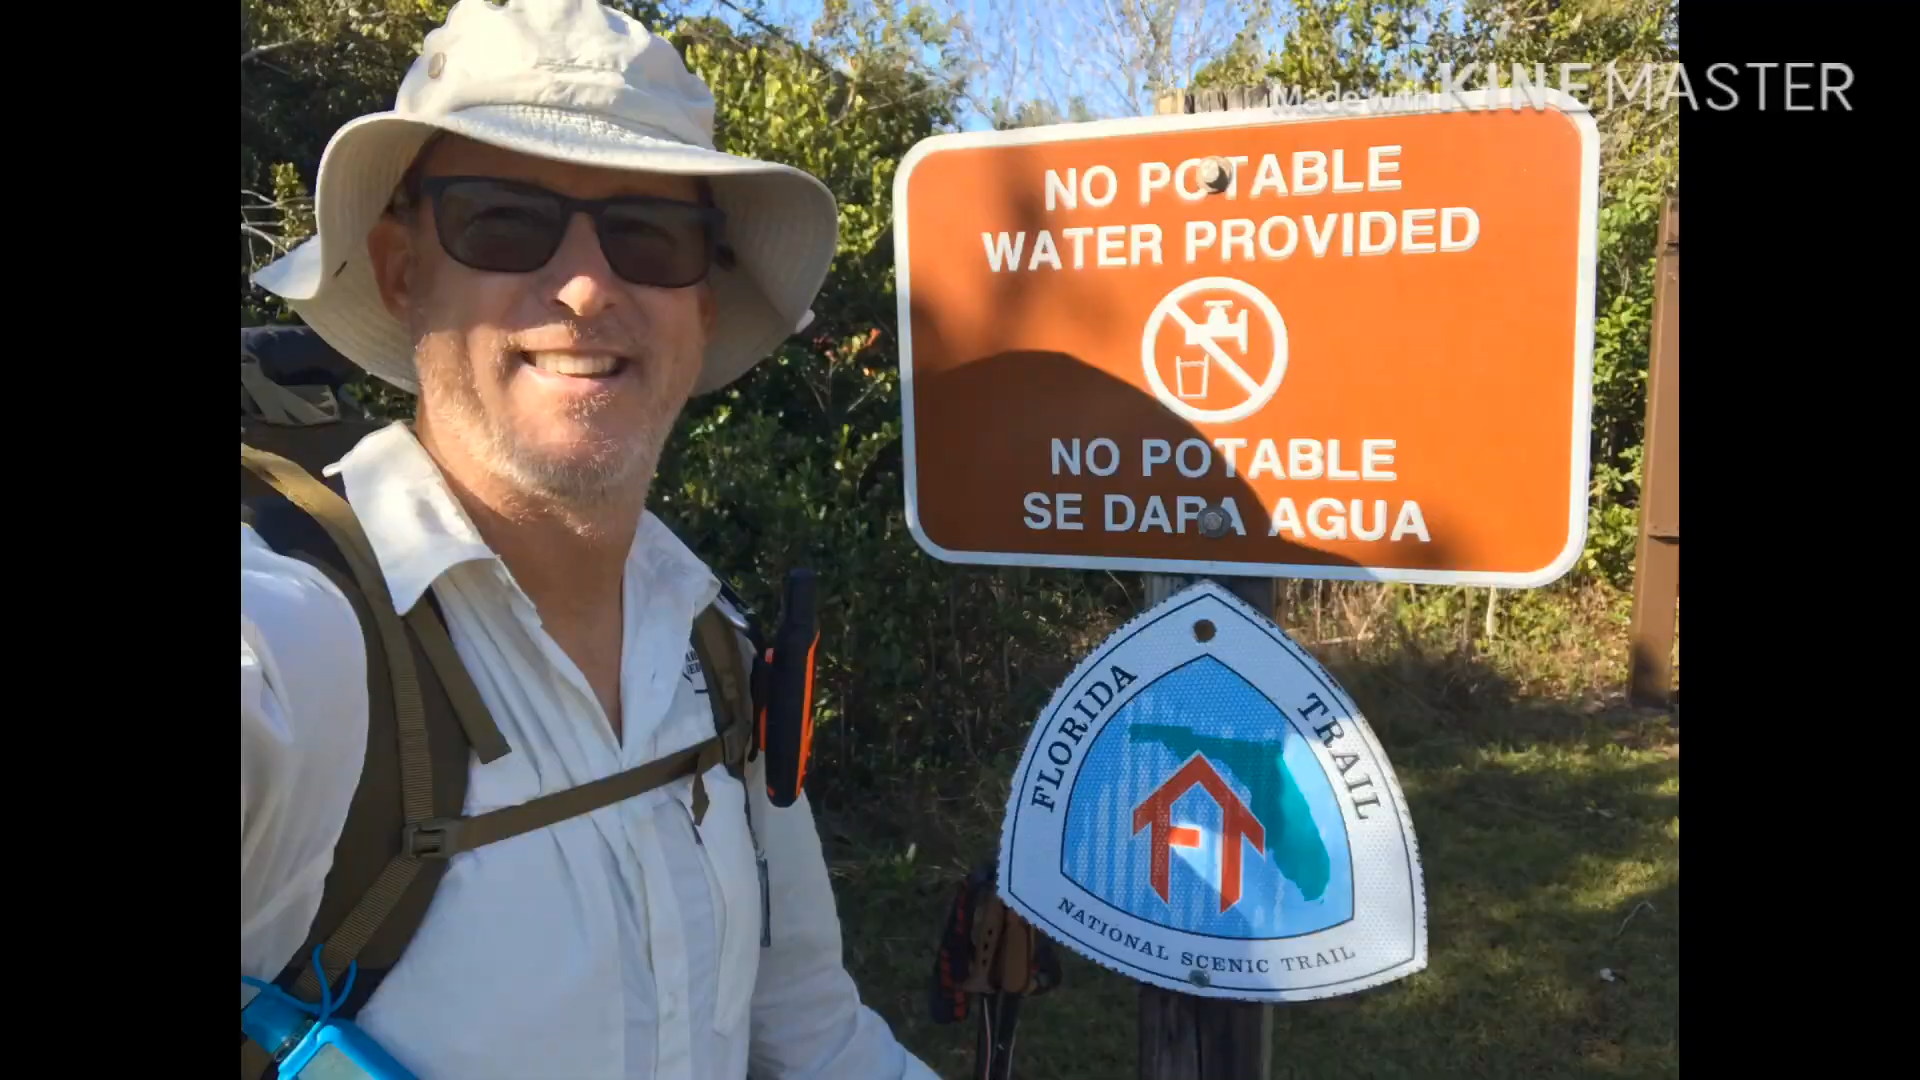 Made with KINEMASTER
NO POTABLE
WATER PROVIDED
NO POTABLE
SE DARA AGUA
FLORIDA TRAIL
FT
NATIONAL SCENIC TRAIL